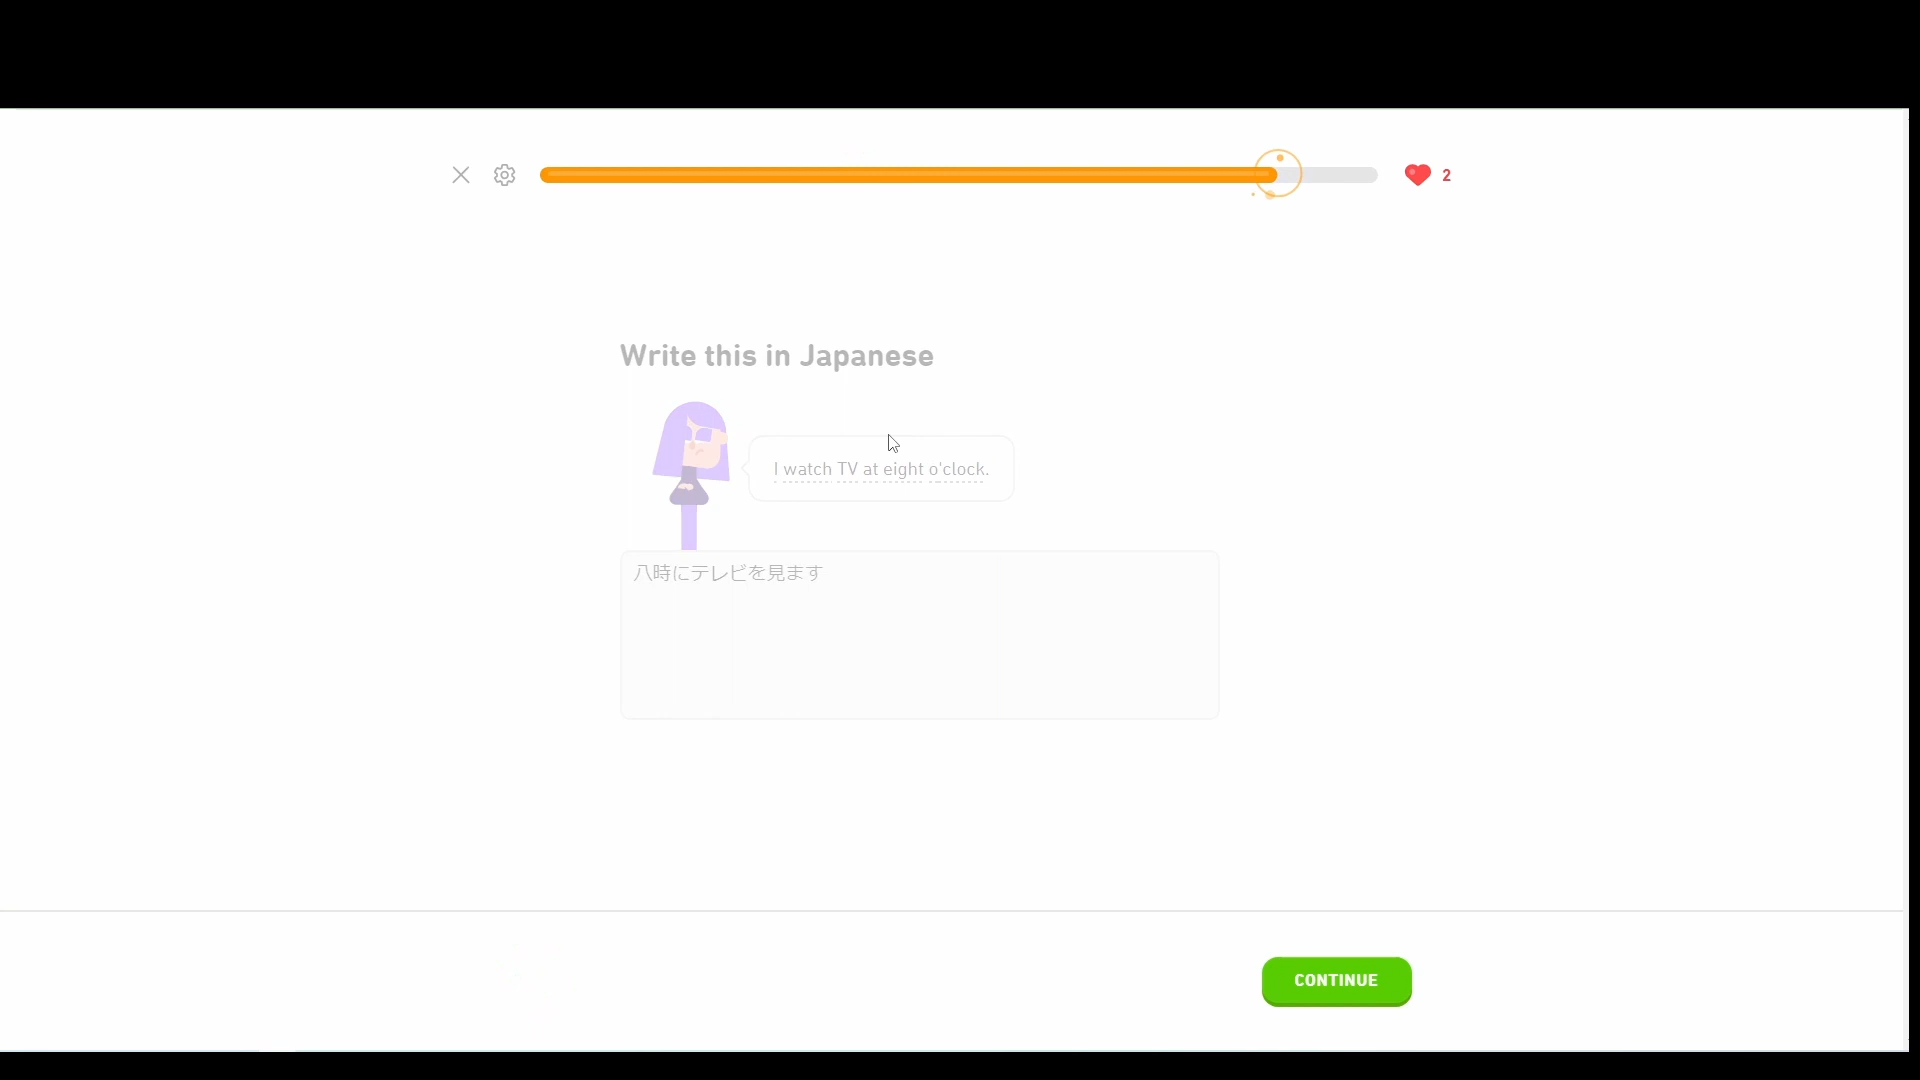 2
Write this in Japanese
I watch TV at eight o'clock.
八時にテレビを見ます
CONTINUE